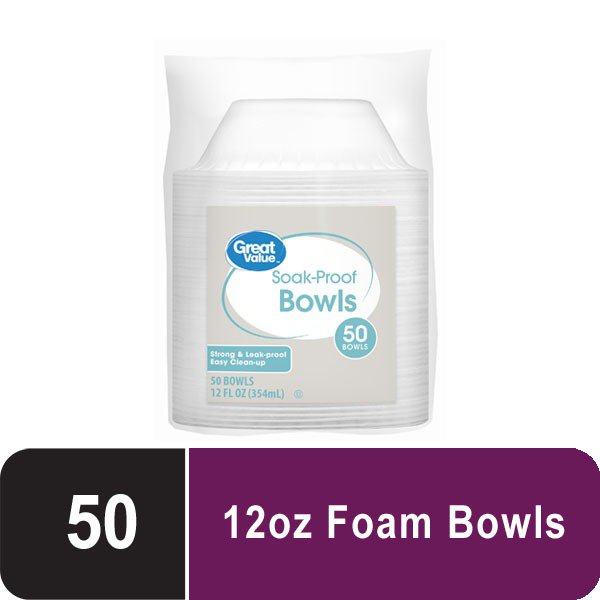 Great
Value™
Soak-Proof
Bowls
50
BOWLS
Strong & Leak-proof
Easy Clean-up
50 BOWLS
12 FL OZ (354mL)
50
12oz Foam Bowls